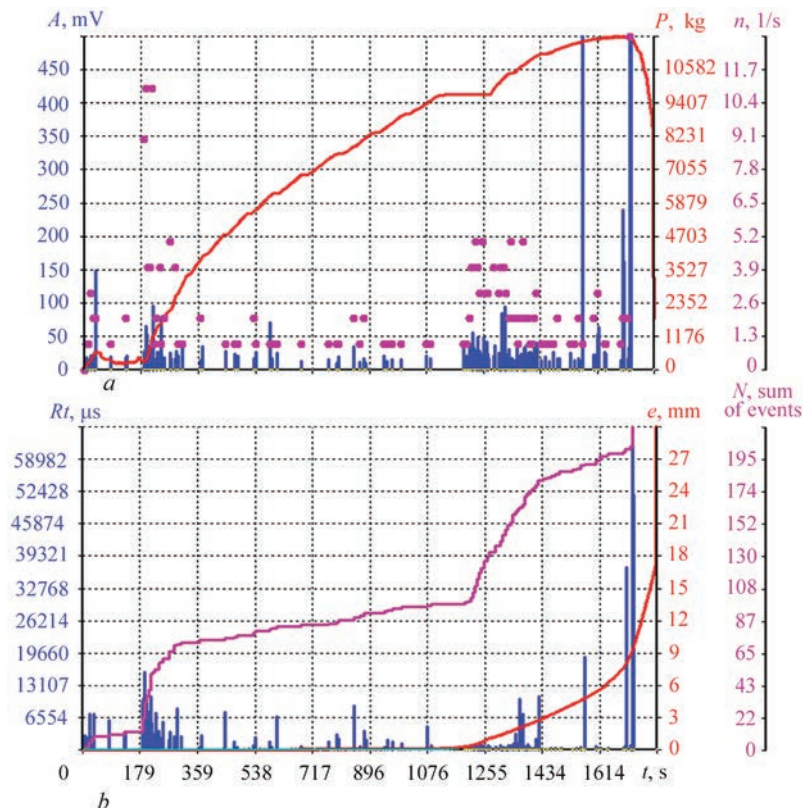 A, mV P, kg n, 1/s
450 10582 11.7
400 9407 10.4
350 8231 9.1
300 7055 7.8
250 5879 6.5
200 4703 5.2
150 3527 3.9
100 2352 2.6
50 1176 1.3
0 0 0
a
Rt, µs e, mm N, sum
of events
58982 27 195
52428 24 174
45874 21 152
39321 18 130
32768 15 108
26214 12 87
19660 9 65
13107 6 43
6554 3 22
0 0
0 179 359 538 717 896 1076 1255 1434 1614 t, s
b